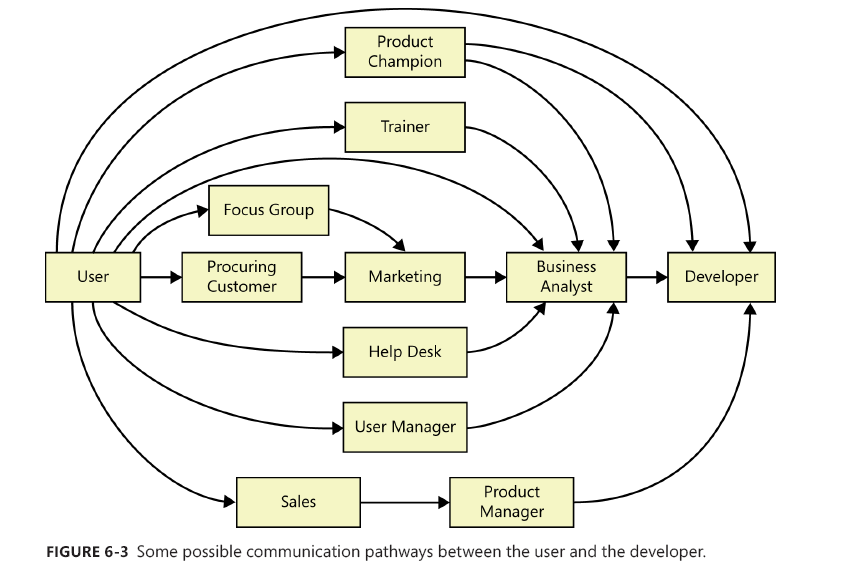 Product
Champion
Trainer
Focus Group
User
Procuring
Customer
Marketing
Business
Analyst
Developer
Help Desk
User Manager
Sales
Product
Manager
FIGURE 6-3 Some possible communication pathways between the user and the developer.